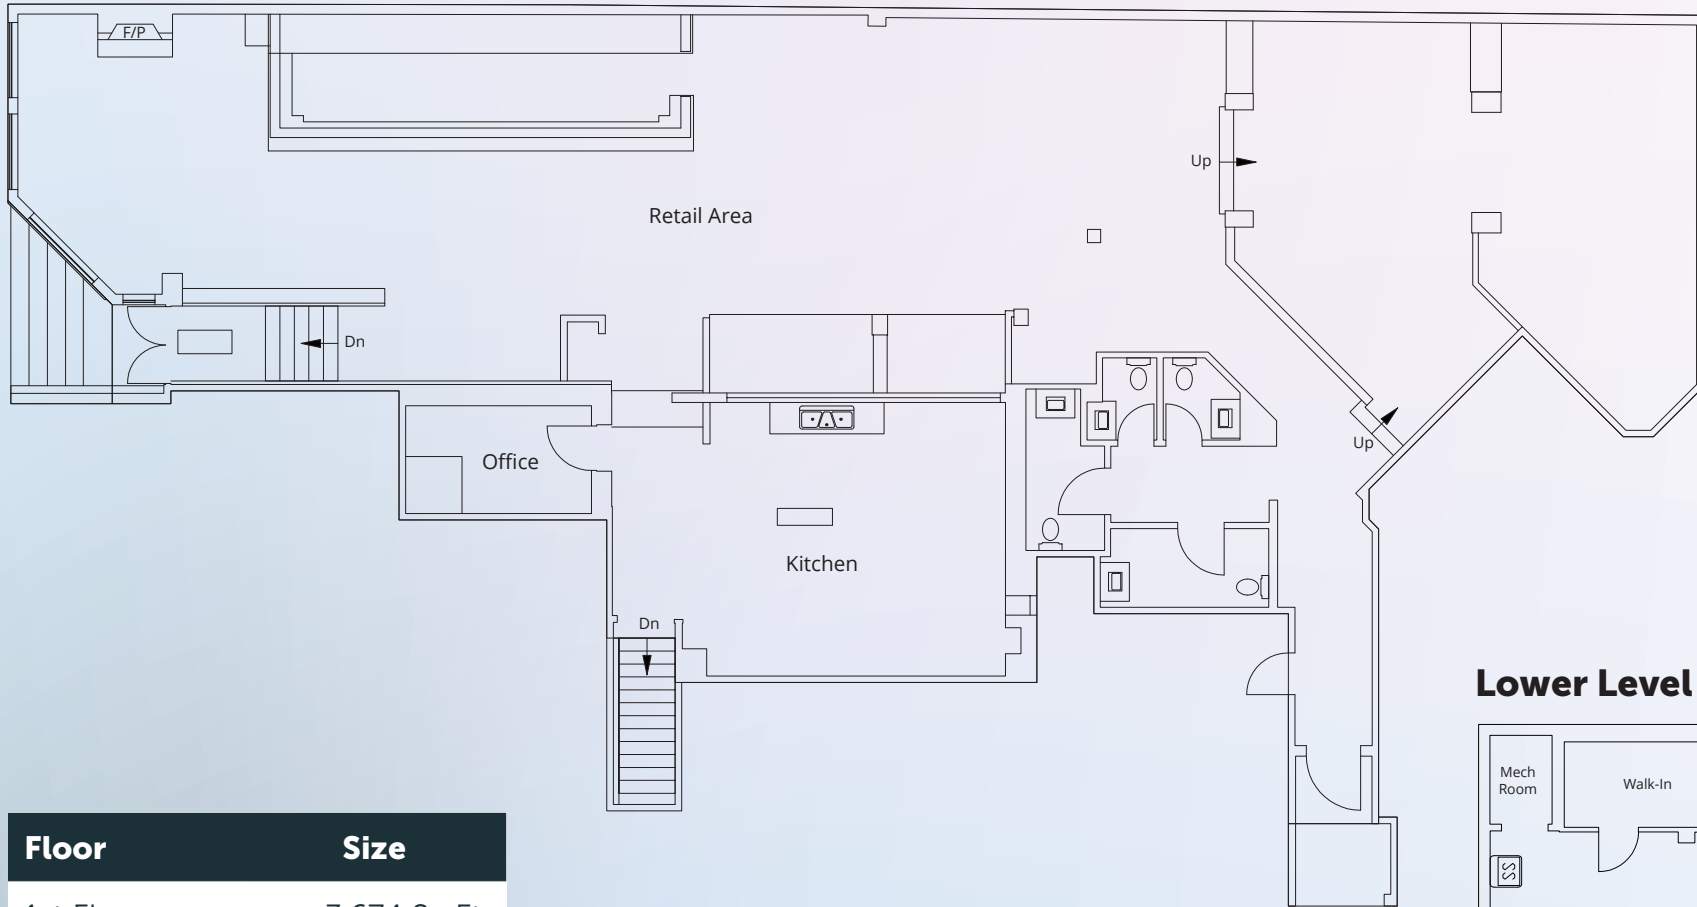 F/P
Up
Retail Area
Dn
Up
Office
Kitchen
Dn
Lower Level
Mech
Room
Walk-In
Floor Size